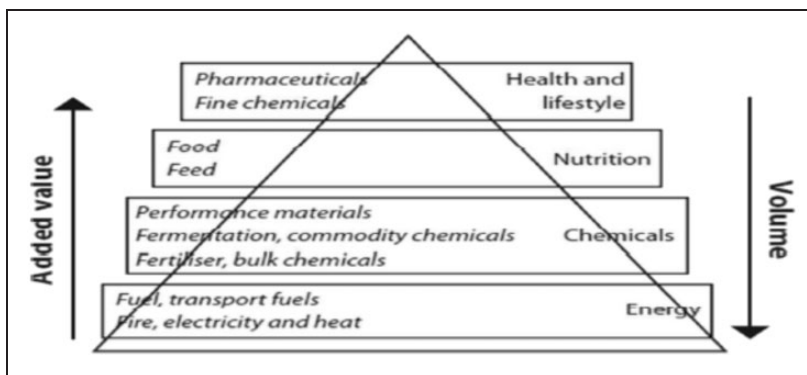 Pharmaceuticals
Fine chemicals
Health and
lifestyle
Food
Feed
Nutrition
Performance materials
Fermentation, commodity chemicals
Fertiliser, bulk chemicals
Chemicals
Fuel, transport fuels
Fire, electricity and heat
Energy
Added value
Volume